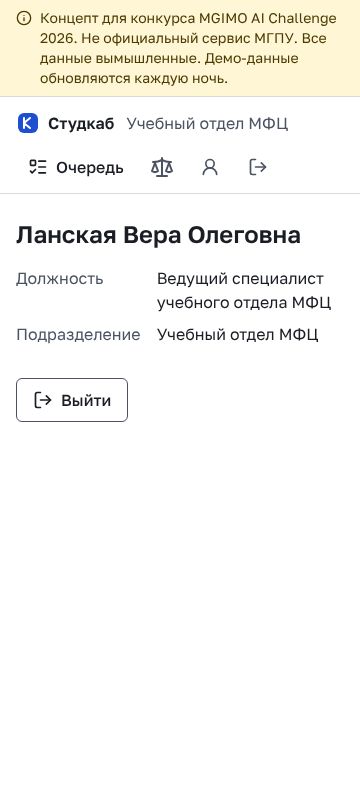 Концепт для конкурса MGIMO AI Challenge
2026. Не официальный сервис МГПУ. Все
данные вымышленные. Демо-данные
обновляются каждую ночь.
Студкаб Учебный отдел МФЦ
Очередь
Ланская Вера Олеговна
Должность Ведущий специалист
учебного отдела МФЦ
Подразделение Учебный отдел МФЦ
Выйти